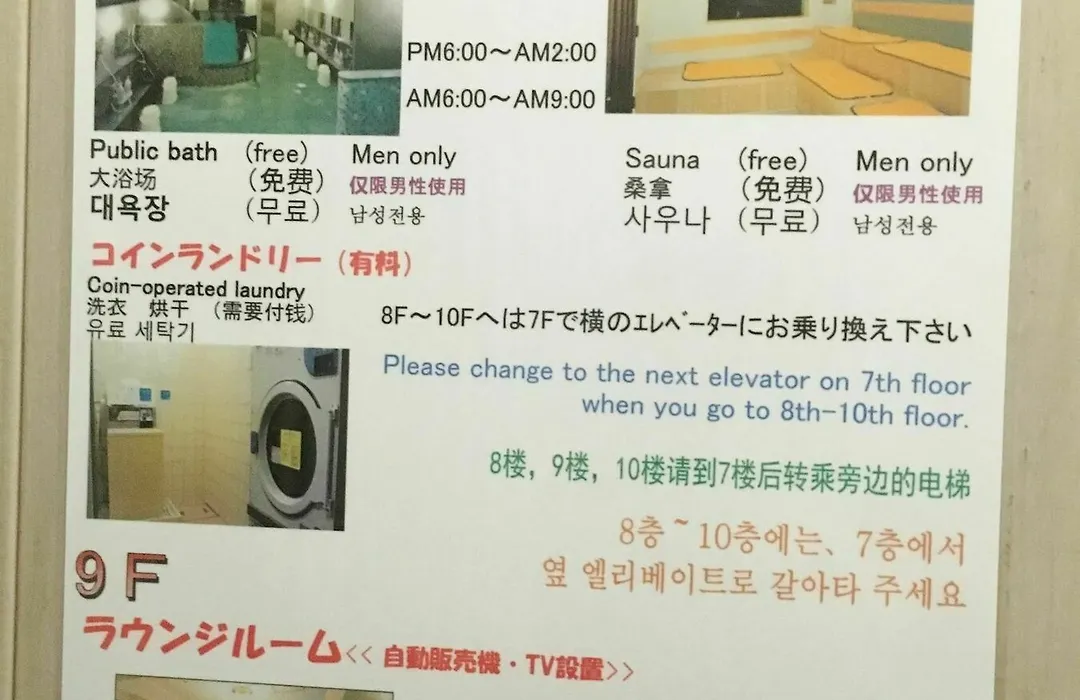 PM6:00～AM2:00
AM6:00～AM9:00
Public bath (free) Men only
大浴场 (免费) 仅限男性使用
대욕장 (무료) 남성전용
Sauna (free) Men only
桑拿 (免费) 仅限男性使用
사우나 (무료) 남성전용
コインランドリー (有料)
Coin-operated laundry
洗衣 烘干 (需要付钱)
유료 세탁기
8F～10Fへは7Fで横のｴﾚﾍﾞｰﾀｰにお乗り換え下さい
Please change to the next elevator on 7th floor
when you go to 8th-10th floor.
8楼，9楼，10楼请到7楼后转乘旁边的电梯
8층 ~ 10층에는、7층에서
옆 엘리베이트로 갈아타 주세요
9F
ラウンジルーム<< 自動販売機・TV設置>>